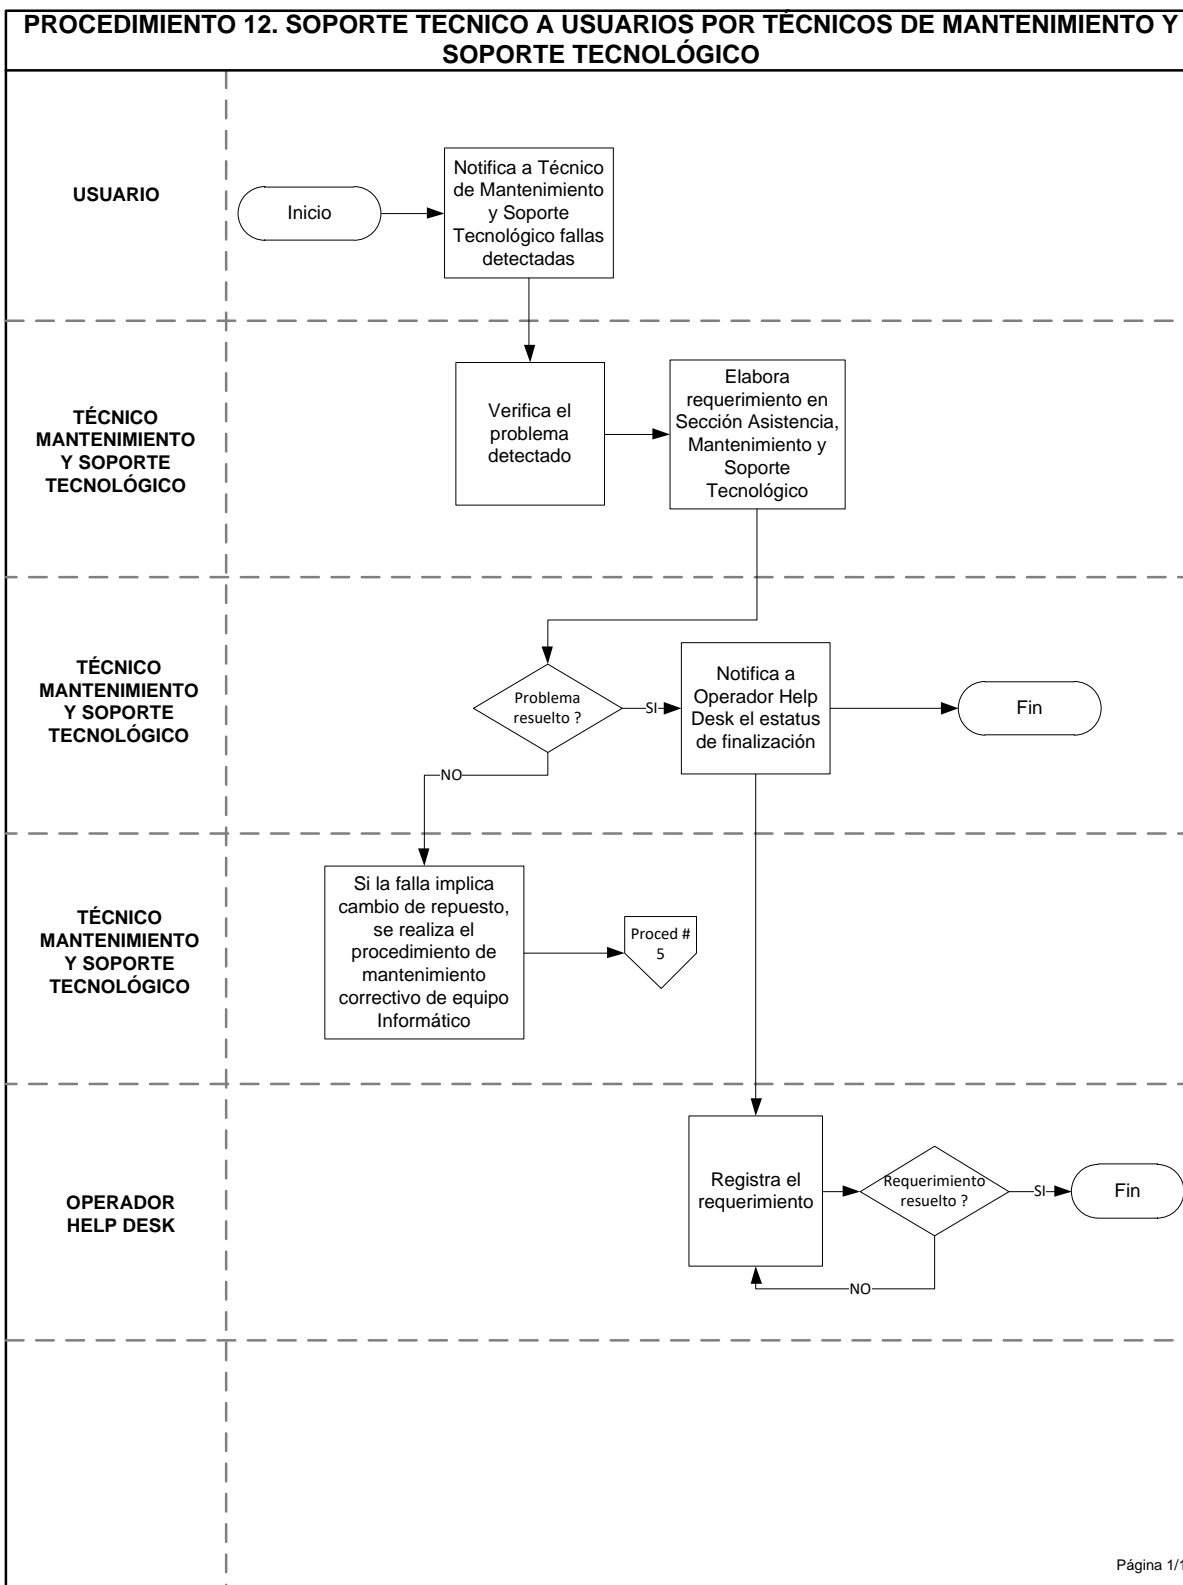 PROCEDIMIENTO 12. SOPORTE TECNICO A USUARIOS POR TÉCNICOS DE MANTENIMIENTO Y
SOPORTE TECNOLÓGICO
USUARIO
Inicio
Notifica a Técnico
de Mantenimiento
y Soporte
Tecnológico fallas
detectadas
TÉCNICO
MANTENIMIENTO
Y SOPORTE
TECNOLÓGICO
Verifica el
problema
detectado
Elabora
requerimiento en
Sección Asistencia,
Mantenimiento y
Soporte
Tecnológico
TÉCNICO
MANTENIMIENTO
Y SOPORTE
TECNOLÓGICO
Problema
resuelto ?
SI
Notifica a
Operador Help
Desk el estatus
de finalización
Fin
NO
TÉCNICO
MANTENIMIENTO
Y SOPORTE
TECNOLÓGICO
Si la falla implica
cambio de repuesto,
se realiza el
procedimiento de
mantenimiento
correctivo de equipo
Informático
Proced #
5
OPERADOR
HELP DESK
Registra el
requerimiento
Requerimiento
resuelto ?
SI
Fin
NO
Página 1/1